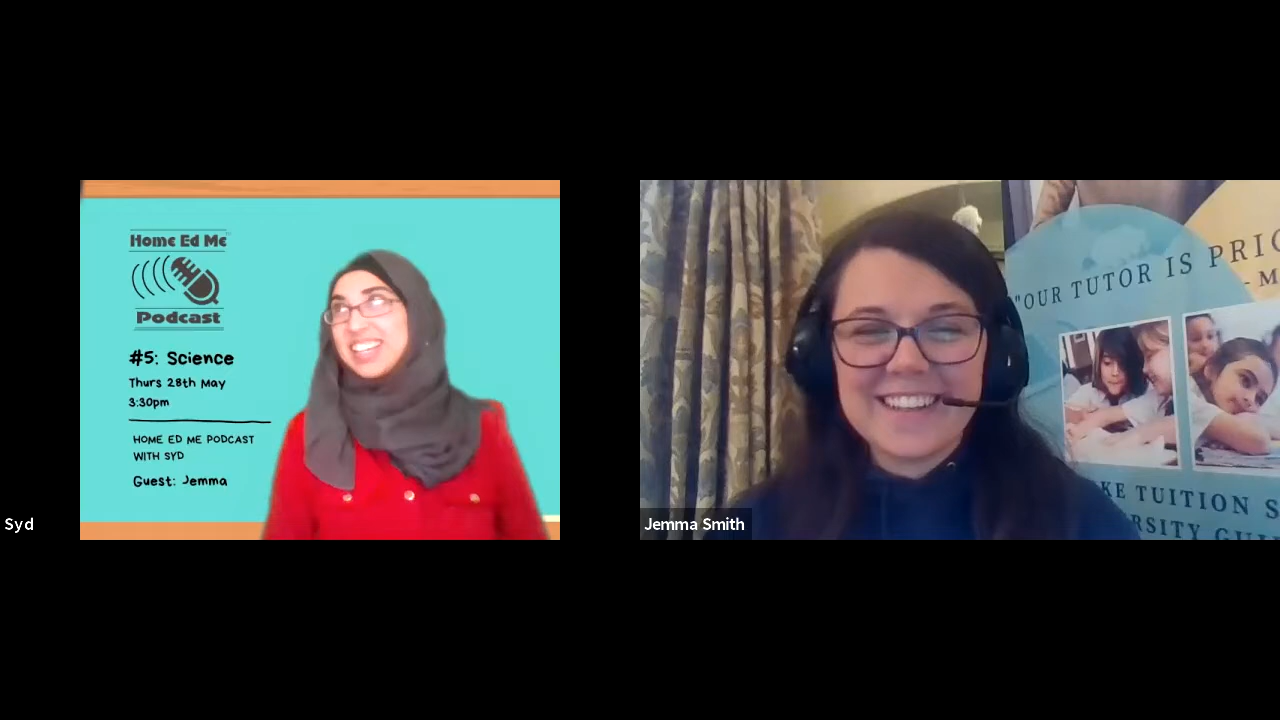 Home Ed Me
Podcast
#5: Science
Thurs 28th May
3:30pm
HOME ED ME PODCAST
WITH SYD
Guest: Jemma
Syd
"OUR TUTOR IS
Jemma Smith
TUITION